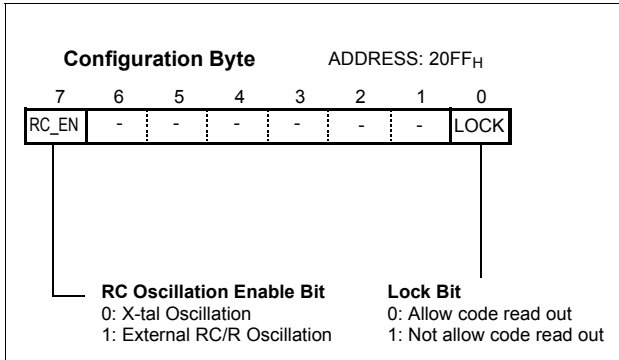 Configuration Byte ADDRESS: 20FFH
7 6 5 4 3 2 1 0
RC_EN - - - - - - LOCK
RC Oscillation Enable Bit Lock Bit
0: X-tal Oscillation 0: Allow code read out
1: External RC/R Oscillation 1: Not allow code read out